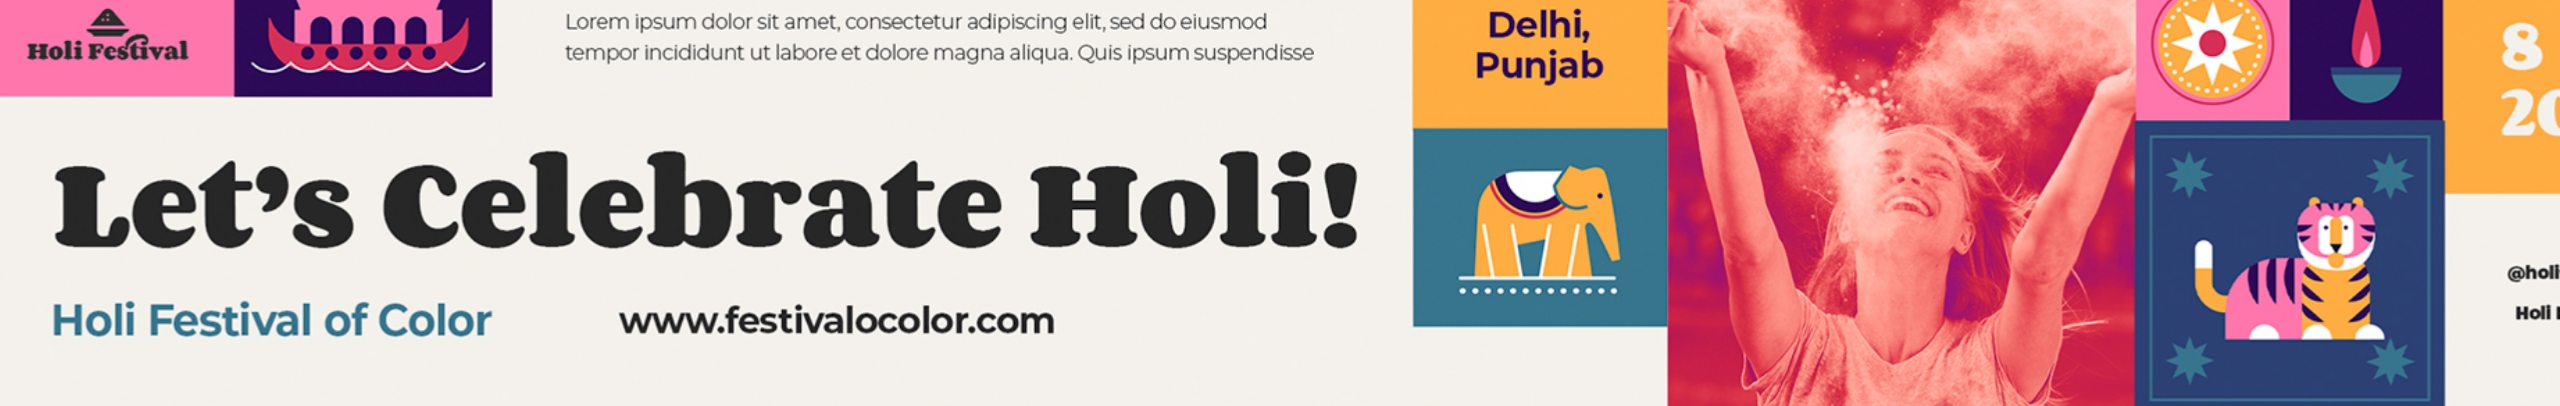 Holi Festival
Lorem ipsum dolor sit amet, consectetur adipiscing elit, sed do eiusmod
tempor incididunt ut labore et dolore magna aliqua. Quis ipsum suspendisse
Let’s Celebrate Holi!
Holi Festival of Color
www.festivalocolor.com
Delhi,
Punjab
8
20
@holi
Holi